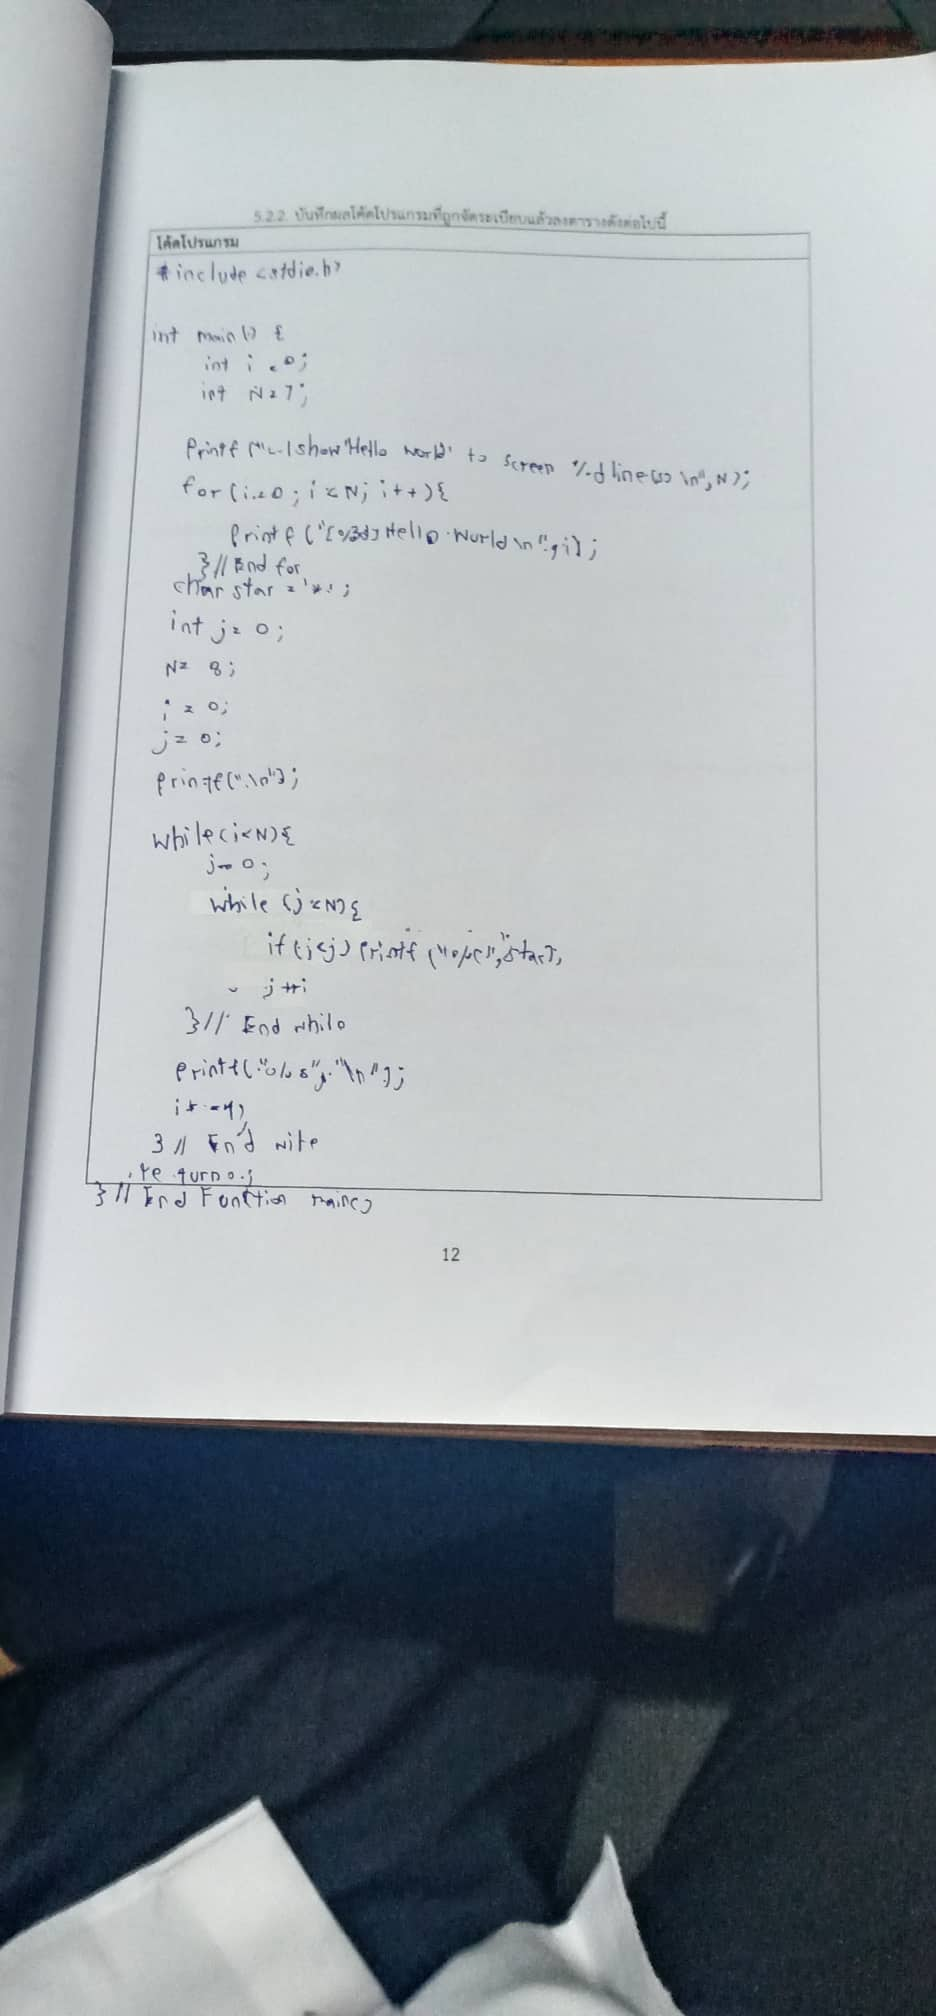 5.2.2. บันทึกผลโค้ดโปรแกรมที่ถูกจัดระเบียบแล้วลงตารางดังต่อไปนี้
โค้ดโปรแกรม
#include <stdio.h>
int main() {
int i = 0;
int N = 7;
Printf ("show 'Hello World' to Screen %d line(s) \n", N);
for (i = 0 ; i < N; i++){
Printf ("[%3d] Hello World \n", i);
} // End for
char star = '*';
int j = 0;
N = 8;
i = 0;
j = 0;
Printf("\n");
while(i<N){
j = 0;
while (j<N){
if (i<j) Printf ("%c", star);
j++;
} // End while
printf("%s", "\n");
3 // End
} // End Function main()
12